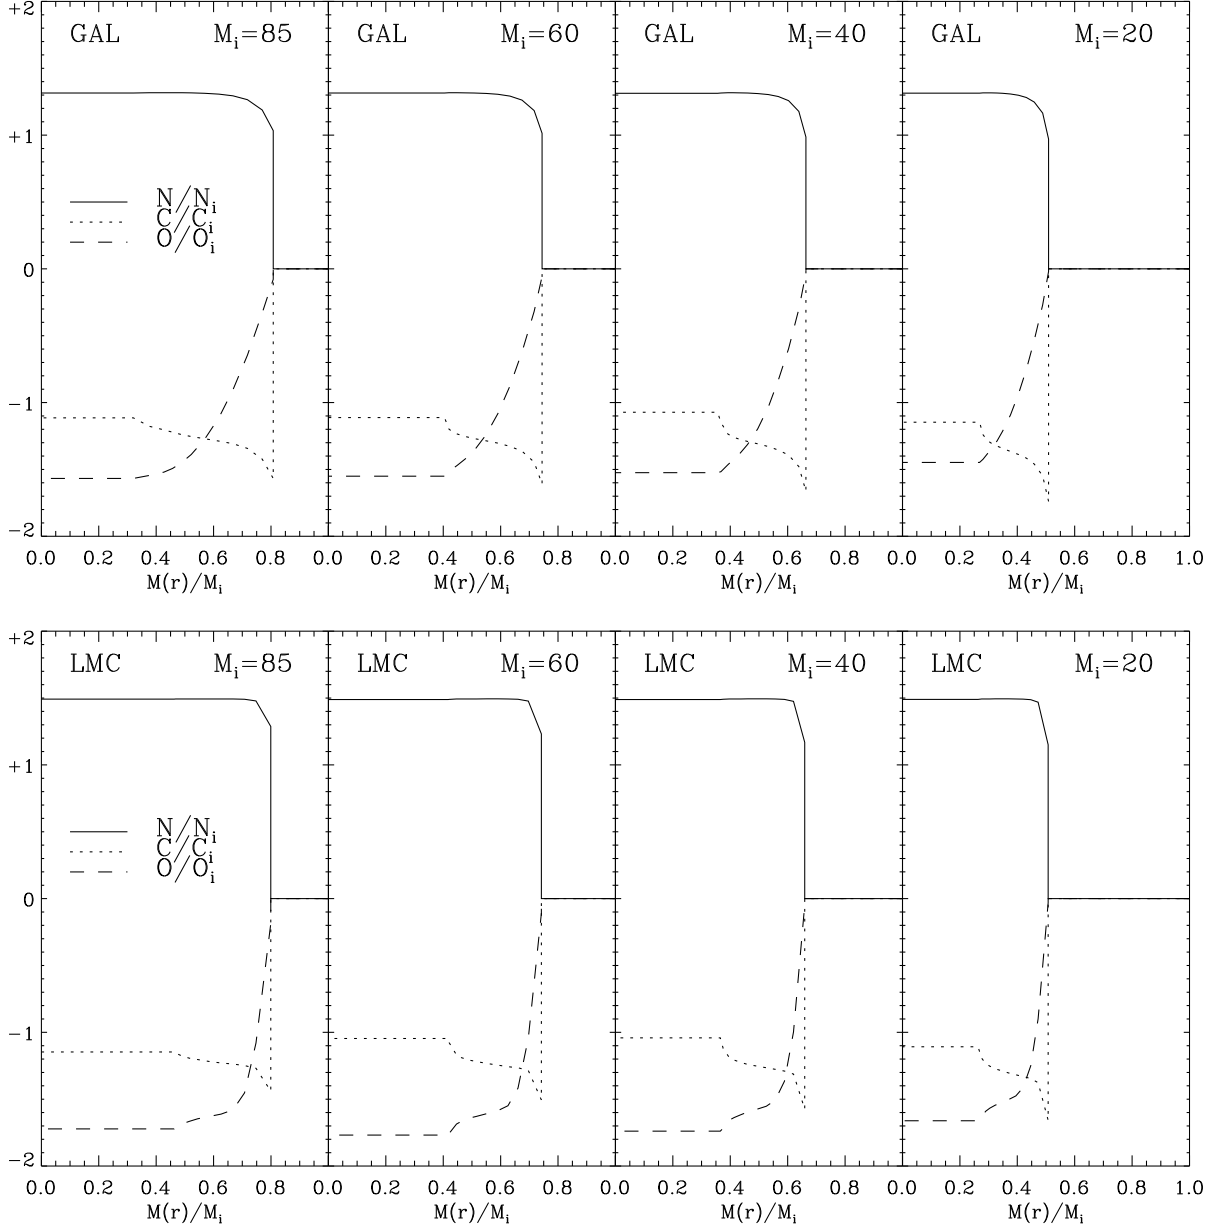 +2
GAL M_i=85 GAL M_i=60 GAL M_i=40 GAL M_i=20
+1
N/N_i
C/C_i
O/O_i
0
−1
−2
0.0 0.2 0.4 0.6 0.8 0.0 0.2 0.4 0.6 0.8 0.0 0.2 0.4 0.6 0.8 0.0 0.2 0.4 0.6 0.8 1.0
M(r)/M_i M(r)/M_i M(r)/M_i M(r)/M_i
+2
LMC M_i=85 LMC M_i=60 LMC M_i=40 LMC M_i=20
+1
N/N_i
C/C_i
O/O_i
0
−1
−2
0.0 0.2 0.4 0.6 0.8 0.0 0.2 0.4 0.6 0.8 0.0 0.2 0.4 0.6 0.8 0.0 0.2 0.4 0.6 0.8 1.0
M(r)/M_i M(r)/M_i M(r)/M_i M(r)/M_i